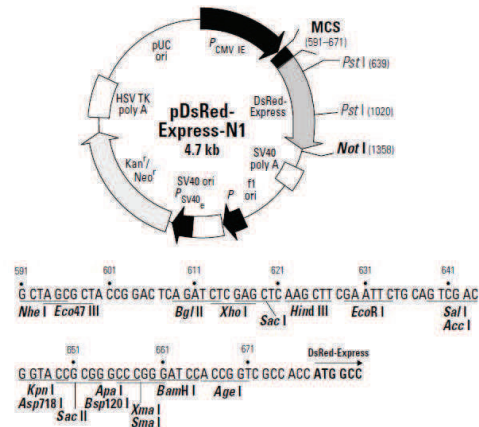 MCS
(591–671)
Pst I (639)
Pst I (1020)
Not I (1358)
pUC
ori
P CMV IE
HSV TK
poly A
pDsRed-
Express-N1
4.7 kb
DsRed-
Express
SV40
poly A
Kanr/
Neor
SV40 ori
P SV40e
P
f1
ori
591 601 611 621 631 641
G CTA GCG CTA CCG GAC TCA GAT CTC GAG CTC AAG CTT CGA ATT CTG CAG TCG AC
Nhe I Eco47 III Bgl II Xho I Sac I Hind III EcoR I Sal I
Acc I
651 661 671 DsRed-Express
G GTA CCG CGG GCC CGG GAT CCA CCG GTC GCC ACC ATG GCC
Kpn I Apa I BamH I Age I
Asp718 I Bsp120 I
Sac II Xma I
Sma I